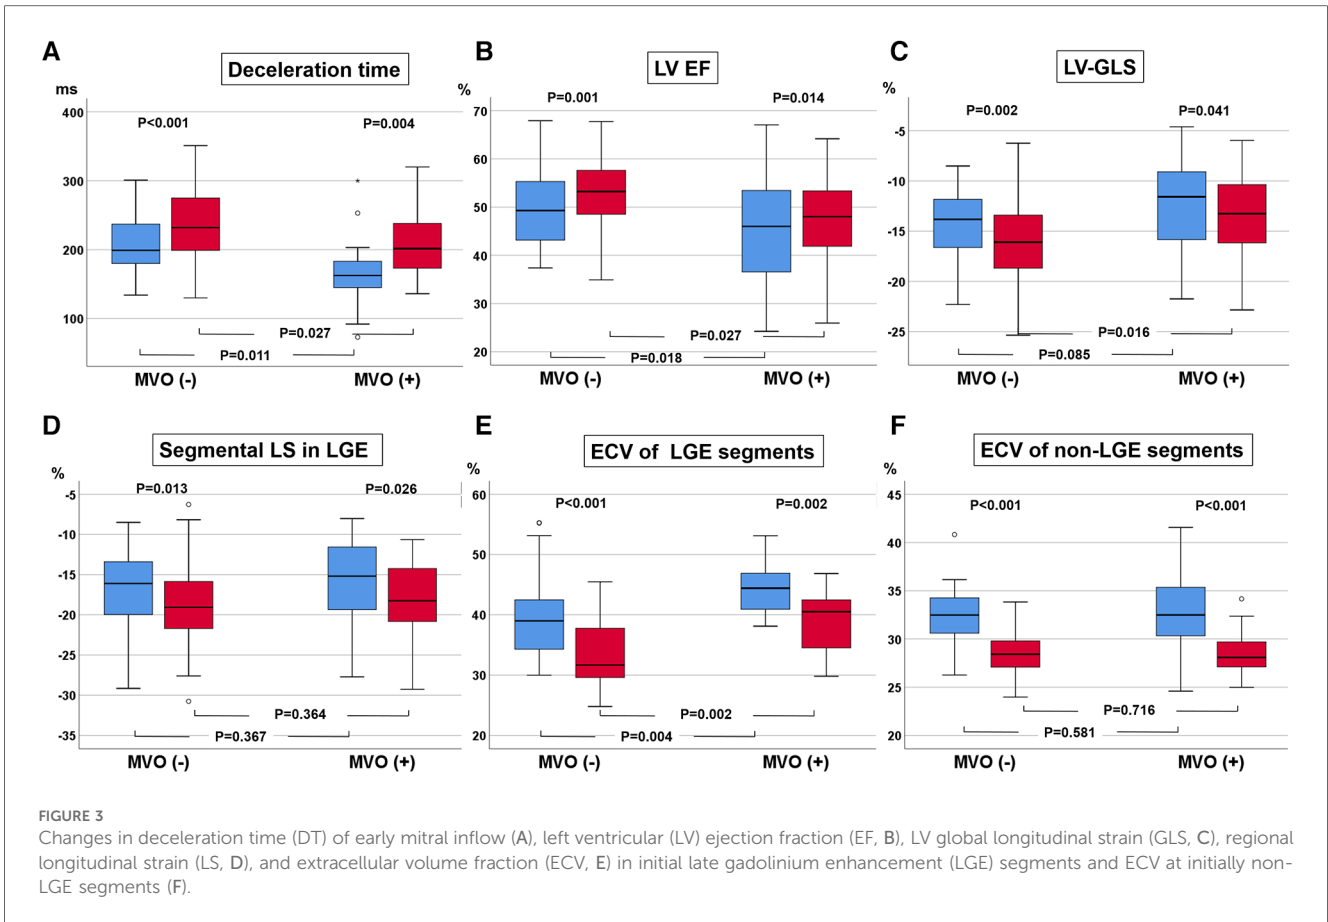 A
Deceleration time
ms
400
300
200
100
P<0.001
P=0.004
P=0.027
P=0.011
MVO (-)
MVO (+)
B
LV EF
%
70
60
50
40
30
20
P=0.001
P=0.014
P=0.027
P=0.018
MVO (-)
MVO (+)
C
LV-GLS
%
-5
-10
-15
-20
-25
P=0.002
P=0.041
P=0.016
P=0.085
MVO (-)
MVO (+)
D
Segmental LS in LGE
%
-5
-10
-15
-20
-25
-30
-35
P=0.013
P=0.026
P=0.364
P=0.367
MVO (-)
MVO (+)
E
ECV of LGE segments
%
60
50
40
30
20
P<0.001
P=0.002
P=0.002
P=0.004
MVO (-)
MVO (+)
F
ECV of non-LGE segments
%
45
40
35
30
25
20
P<0.001
P<0.001
P=0.716
P=0.581
MVO (-)
MVO (+)
FIGURE 3
Changes in deceleration time (DT) of early mitral inflow (A), left ventricular (LV) ejection fraction (EF, B), LV global longitudinal strain (GLS, C), regional
longitudinal strain (LS, D), and extracellular volume fraction (ECV, E) in initial late gadolinium enhancement (LGE) segments and ECV at initially non-
LGE segments (F).